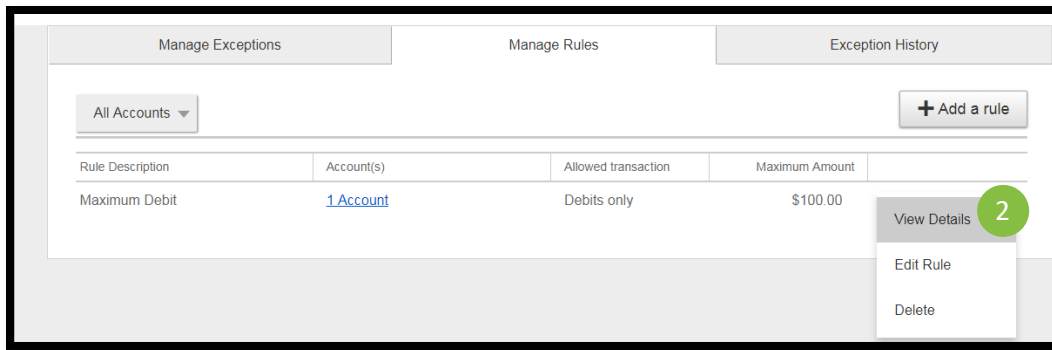 Manage Exceptions Manage Rules Exception History
All Accounts + Add a rule
Rule Description Account(s) Allowed transaction Maximum Amount
Maximum Debit 1 Account Debits only $100.00
View Details 2
Edit Rule
Delete